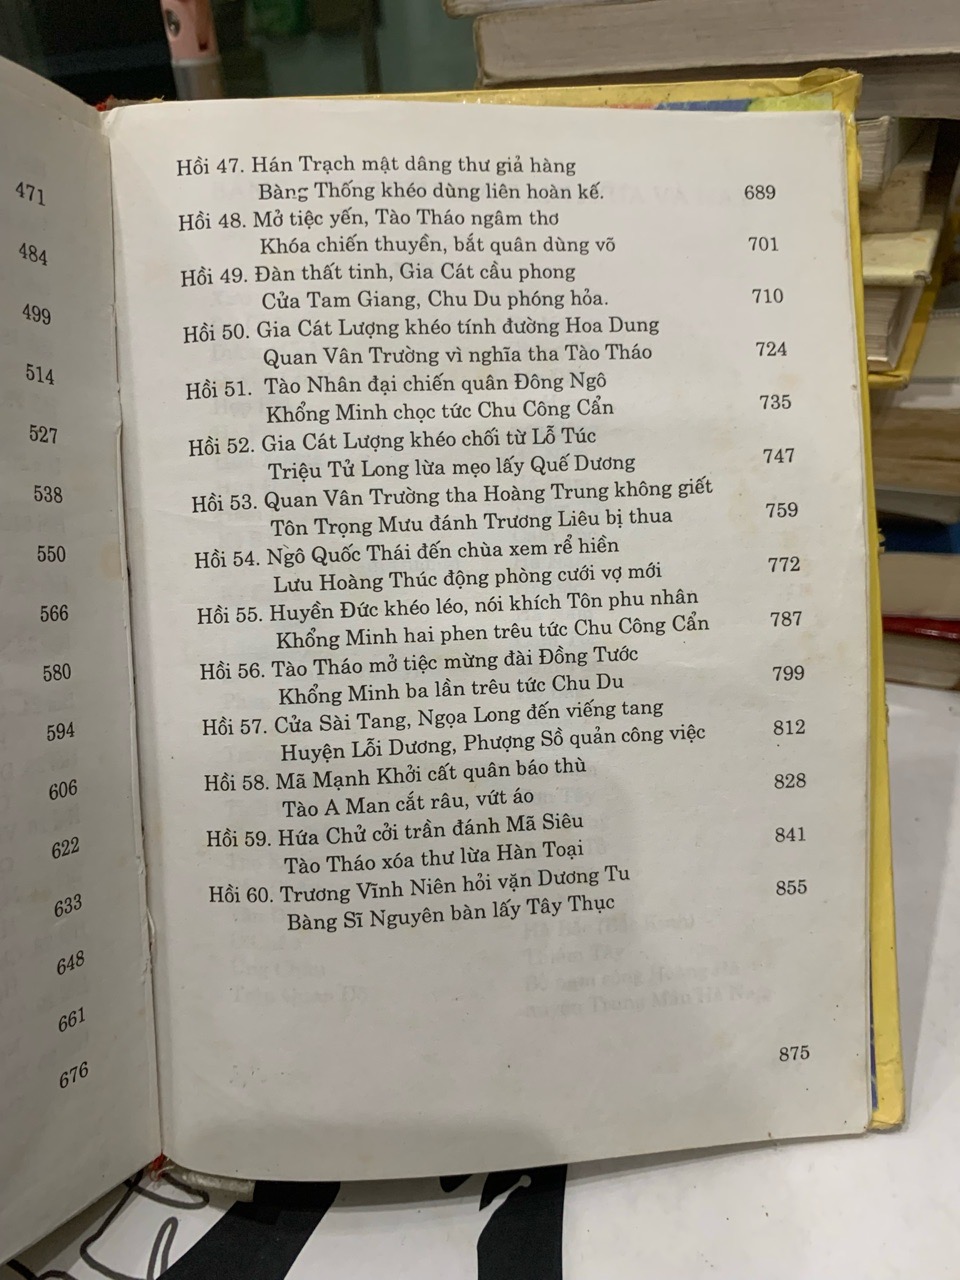 471
484
499
514
527
538
550
566
580
594
606
622
633
648
661
676
Hồi 47. Hán Trạch mật dâng thư giả hàng
Bàng Thống khéo dùng liên hoàn kế. 689
Hồi 48. Mở tiệc yến, Tào Tháo ngâm thơ
Khóa chiến thuyền, bắt quân dùng võ 701
Hồi 49. Đàn thất tinh, Gia Cát cầu phong
Cửa Tam Giang, Chu Du phóng hỏa. 710
Hồi 50. Gia Cát Lượng khéo tính đường Hoa Dung
Quan Vân Trường vì nghĩa tha Tào Tháo 724
Hồi 51. Tào Nhân đại chiến quân Đông Ngô
Khổng Minh chọc tức Chu Công Cẩn 735
Hồi 52. Gia Cát Lượng khéo chối từ Lỗ Túc
Triệu Tử Long lừa mẹo lấy Quế Dương 747
Hồi 53. Quan Vân Trường tha Hoàng Trung không giết
Tôn Trọng Mưu đánh Trương Liêu bị thua 759
Hồi 54. Ngô Quốc Thái đến chùa xem rể hiền
Lưu Hoàng Thúc động phòng cưới vợ mới 772
Hồi 55. Huyền Đức khéo léo, nói khích Tôn phu nhân
Khổng Minh hai phen trêu tức Chu Công Cẩn 787
Hồi 56. Tào Tháo mở tiệc mừng đài Đồng Tước
Khổng Minh ba lần trêu tức Chu Du 799
Hồi 57. Cửa Sài Tang, Ngọa Long đến viếng tang
Huyện Lỗi Dương, Phượng Sồ quản công việc 812
Hồi 58. Mã Mạnh Khởi cất quân báo thù
Tào A Man cắt râu, vứt áo 828
Hồi 59. Hứa Chử cởi trần đánh Mã Siêu
Tào Tháo xóa thư lừa Hàn Toại 841
Hồi 60. Trương Vĩnh Niên hỏi vặn Dương Tu
Bàng Sĩ Nguyên bàn lấy Tây Thục 855
875